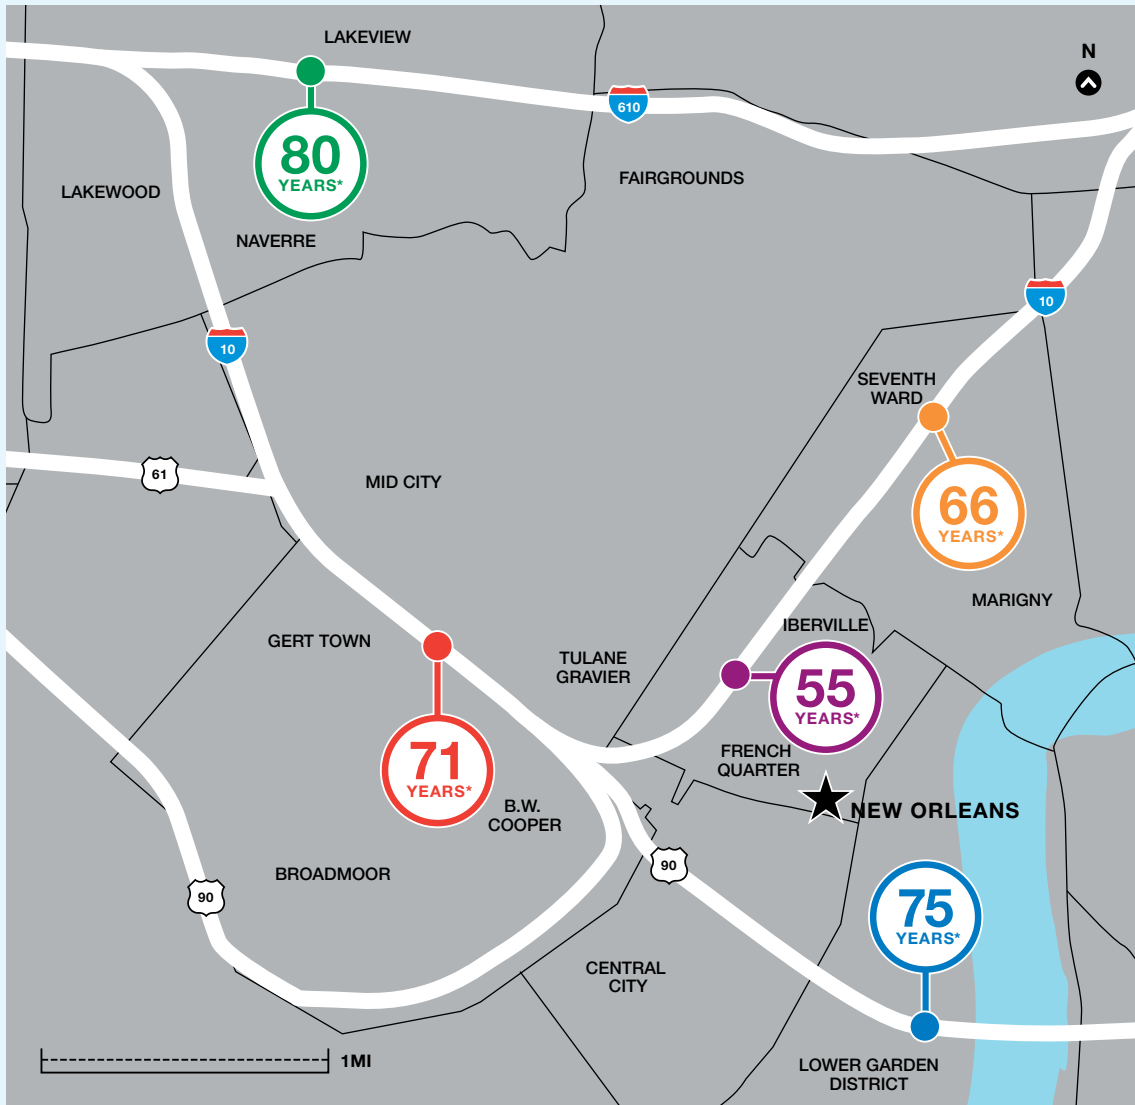 LAKEVIEW
N
610
80
YEARS*
FAIRGROUNDS
LAKEWOOD
NAVERRE
10
10
SEVENTH
WARD
61
MID CITY
66
YEARS*
MARIGNY
IBERVILLE
GERT TOWN
TULANE
GRAVIER
55
YEARS*
71
YEARS*
FRENCH
QUARTER
B.W.
COOPER
NEW ORLEANS
BROADMOOR
90
90
75
YEARS*
CENTRAL
CITY
1MI
LOWER GARDEN
DISTRICT